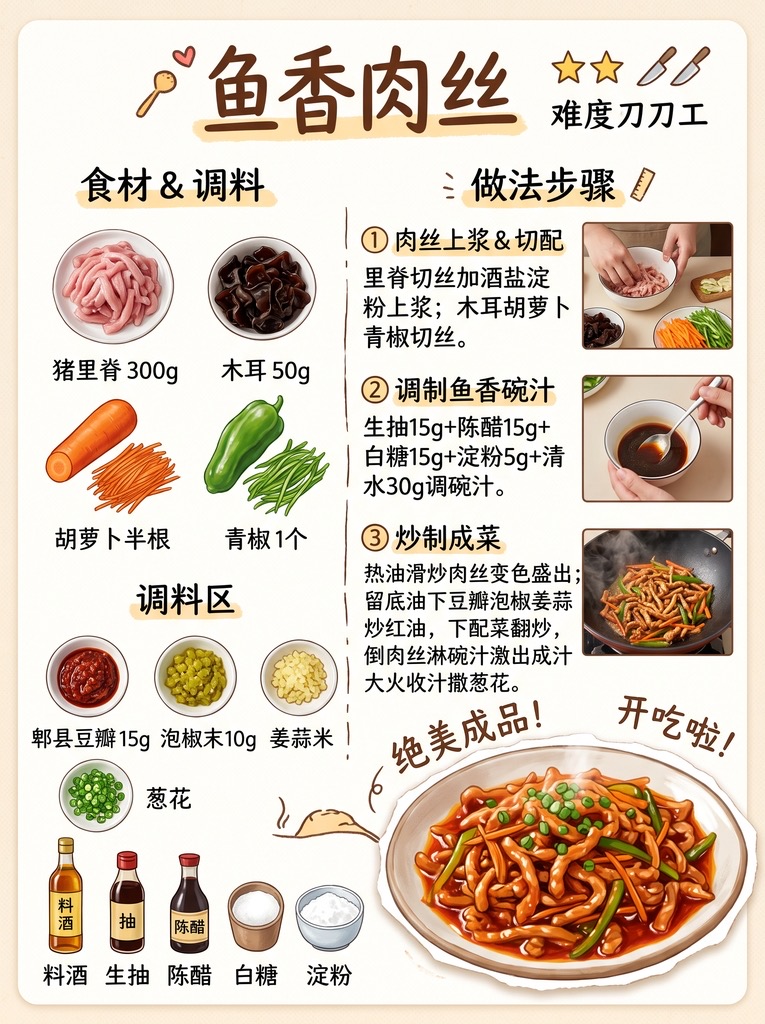 鱼香肉丝
难度刀刀工
食材 & 调料
猪里脊 300g
木耳 50g
胡萝卜半根
青椒 1个
调料区
郫县豆瓣 15g
泡椒末10g
姜蒜米
葱花
料酒
抽
陈醋
料酒
生抽
陈醋
白糖
淀粉
做法步骤
1 肉丝上浆 & 切配
里脊切丝加酒盐淀
粉上浆；木耳胡萝卜
青椒切丝。
2 调制鱼香碗汁
生抽15g+陈醋15g+
白糖15g+淀粉5g+清
水30g调碗汁。
3 炒制成菜
热油滑炒肉丝变色盛出；
留底油下豆瓣泡椒姜蒜
炒红油，下配菜翻炒，
倒肉丝淋碗汁激出成汁
大火收汁撒葱花。
绝美成品！
开吃啦！